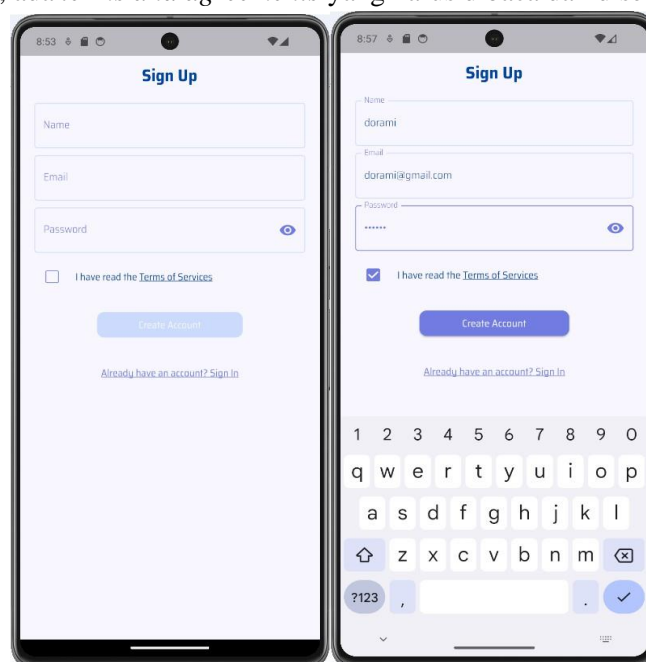 8:53
Sign Up
Name
Email
Password
I have read the Terms of Services
Create Account
Already have an account? Sign In
8:57
Sign Up
Name
dorami
Email
dorami@gmail.com
Password
......
I have read the Terms of Services
Create Account
Already have an account? Sign In
1 2 3 4 5 6 7 8 9 0
q w e r t y u i o p
a s d f g h j k l
z x c v b n m
?123 , .